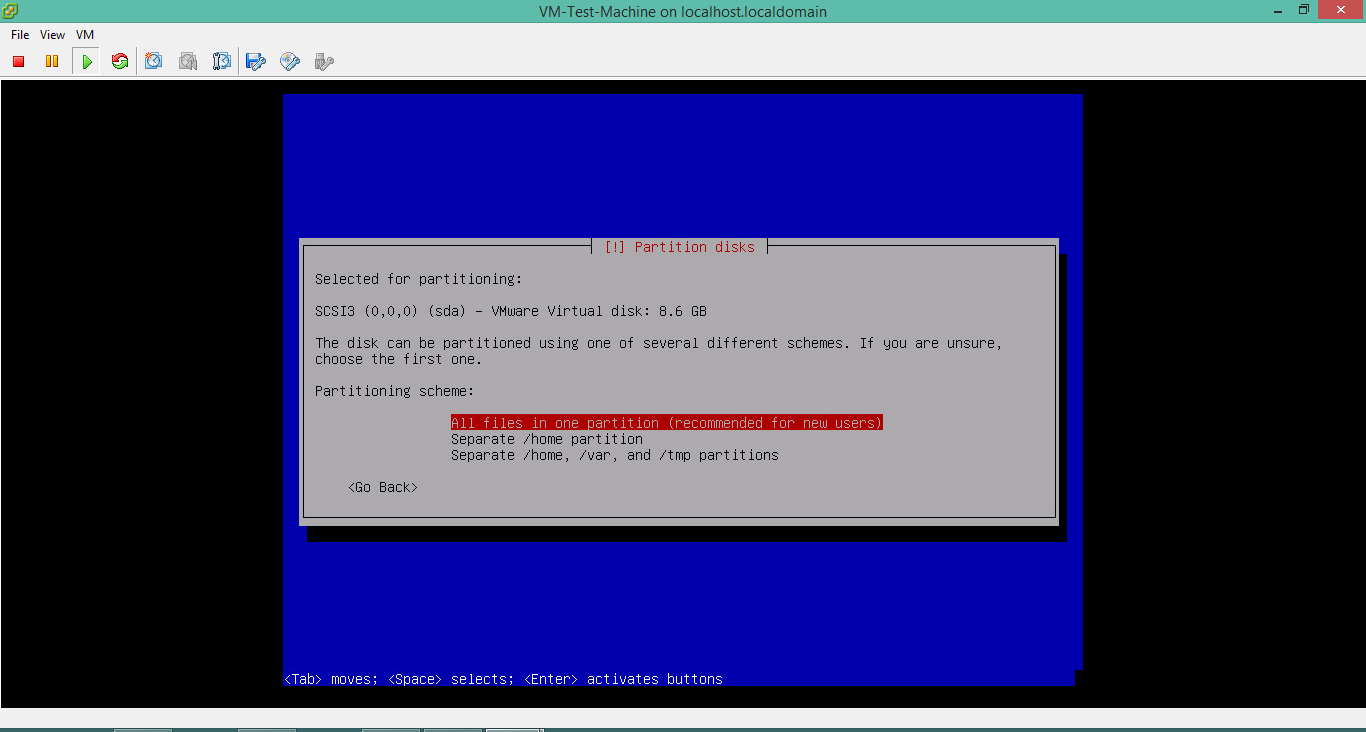 VM-Test-Machine on localhost.localdomain
File View VM
[!] Partition disks
Selected for partitioning:
SCSI3 (0,0,0) (sda) - VMware Virtual disk: 8.6 GB
The disk can be partitioned using one of several different schemes. If you are unsure,
choose the first one.
Partitioning scheme:
All files in one partition (recommended for new users)
Separate /home partition
Separate /home, /var, and /tmp partitions
<Go Back>
<Tab> moves; <Space> selects; <Enter> activates buttons